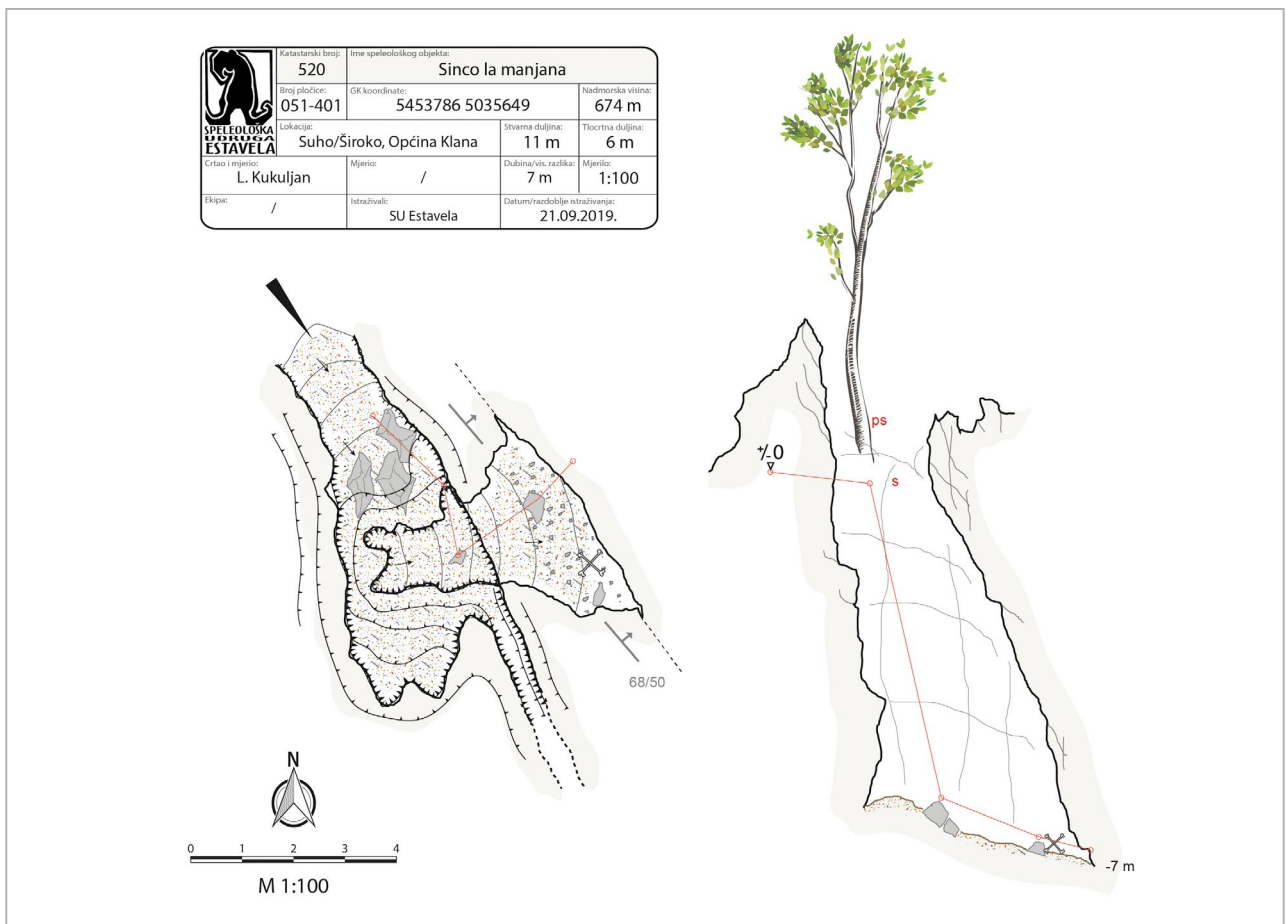 Katastarski broj:
520
Ime speleološkog objekta:
Sinco la manjana
Broj pločice:
051-401
GK koordinate:
5453786 5035649
Nadmorska visina:
674 m
SPELEOLOŠKA
UDRUGA
ESTAVELA
Lokacija:
Suho/Široko, Općina Klana
Stvarna duljina:
11 m
Tlocrtna duljina:
6 m
Crtao i mjerio:
L. Kukuljan
Mjerio:
/
Dubina/vis. razlika:
7 m
Mjerilo:
1:100
Ekipa:
/
Istraživali:
SU Estavela
Datum/razdoblje istraživanja:
21.09.2019.
ps
+/-0
s
68/50
N
0 1 2 3 4
M 1:100
-7 m